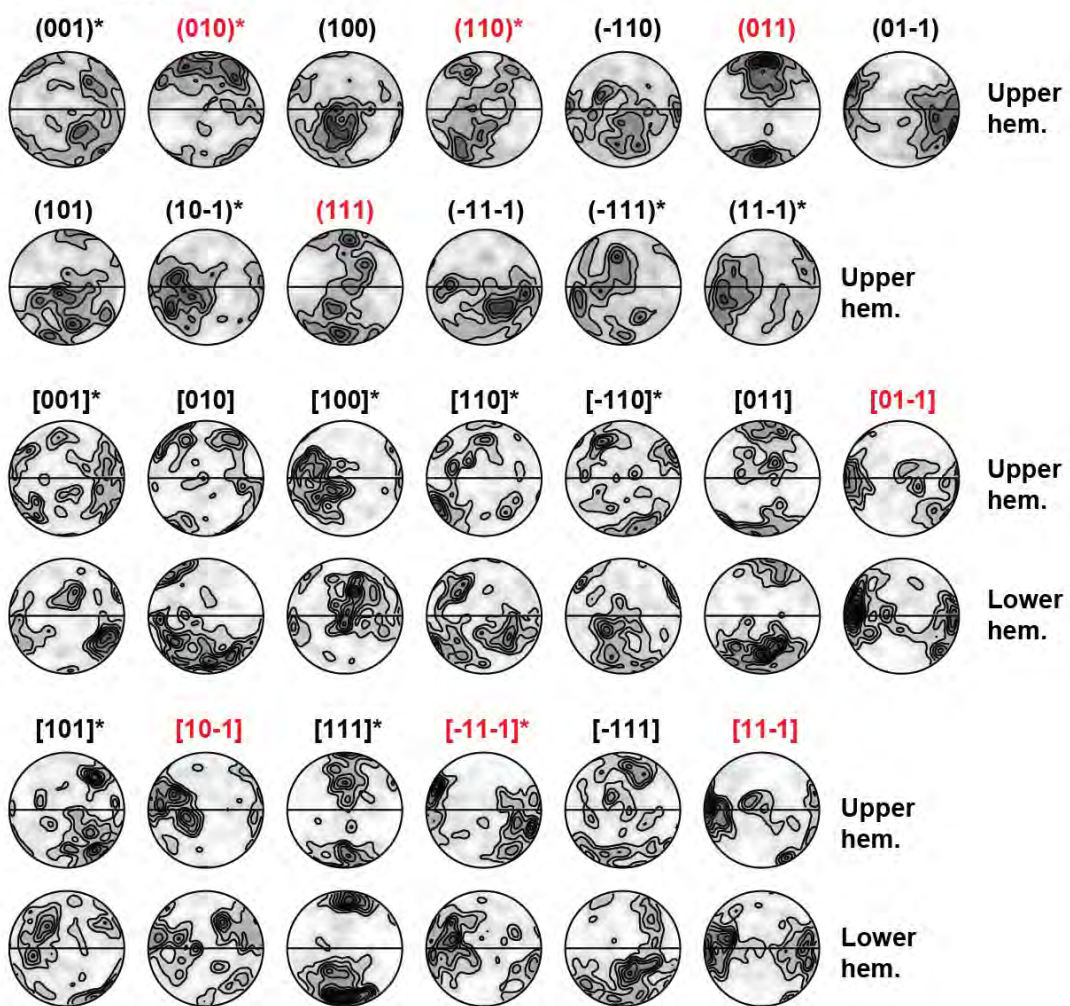 (001)* (010)* (100) (110)* (-110) (011) (01-1)
Upper
hem.
(101) (10-1)* (111) (-11-1) (-111)* (11-1)*
Upper
hem.
[001]* [010] [100]* [110]* [-110]* [011] [01-1]
Upper
hem.
Lower
hem.
[101]* [10-1] [111]* [-11-1]* [-111] [11-1]
Upper
hem.
Lower
hem.